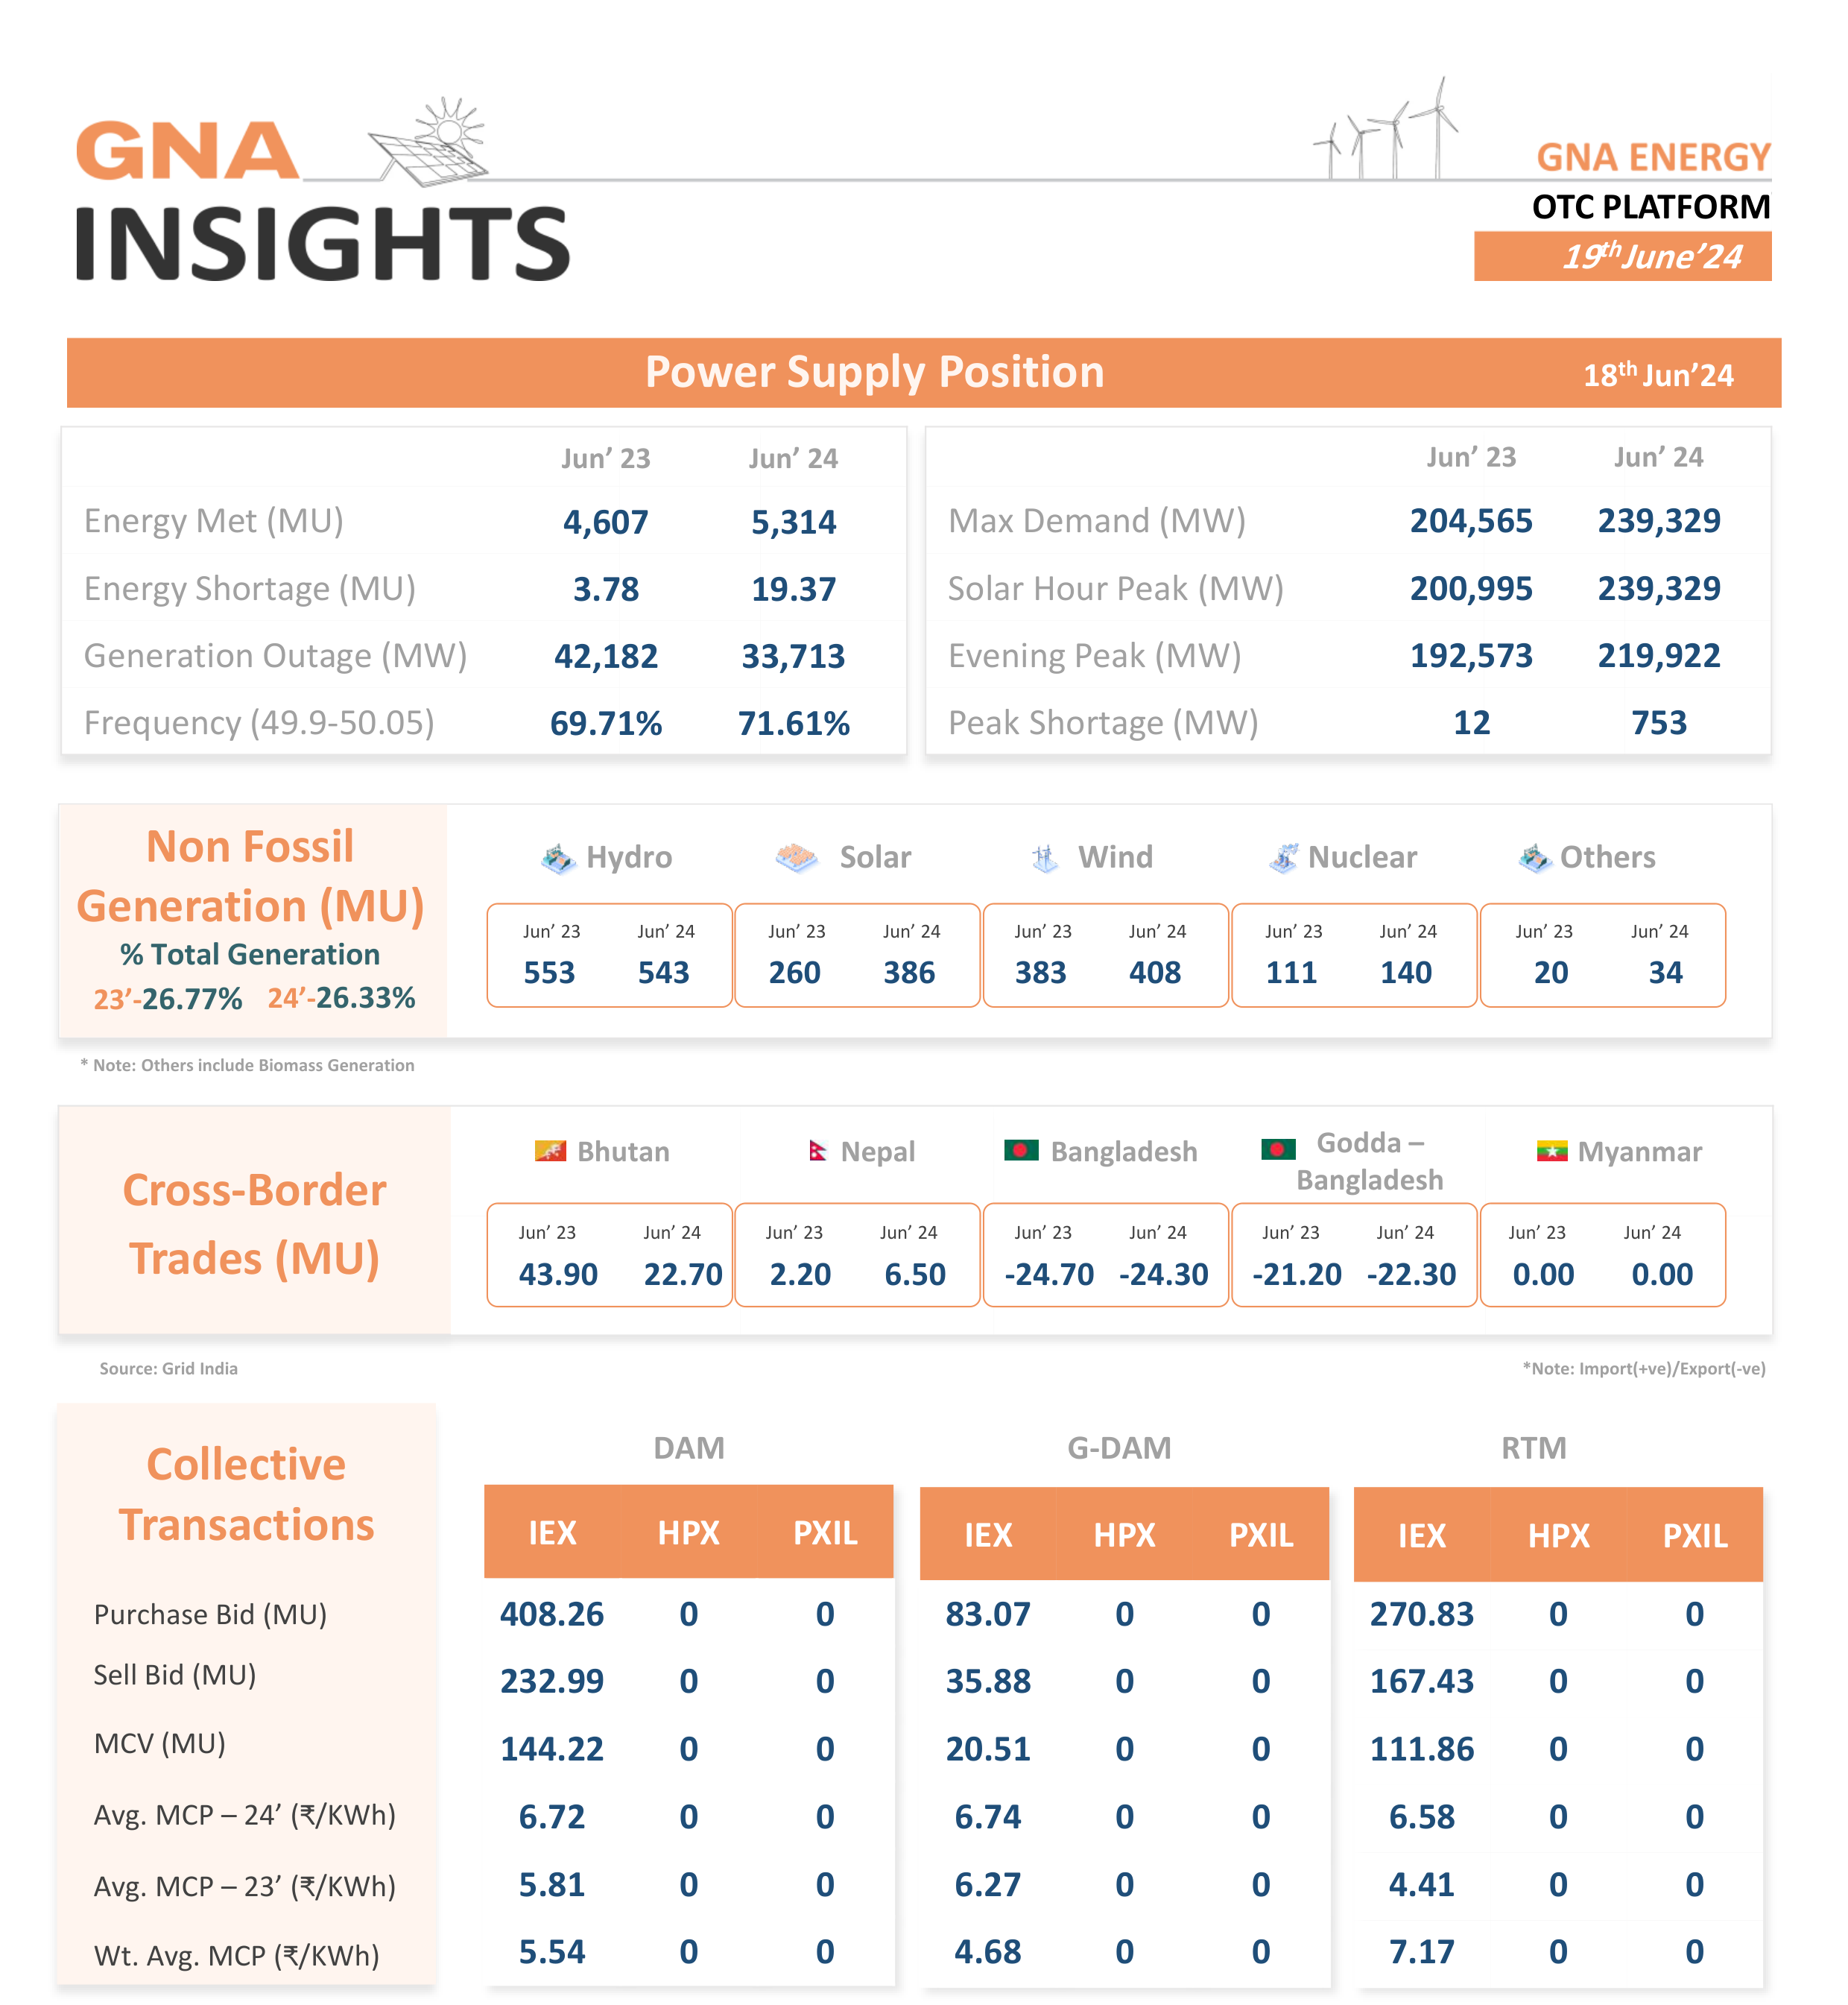 GNA
INSIGHTS
GNA ENERGY
OTC PLATFORM
19th June'24
Power Supply Position 18th Jun'24
Jun' 23 Jun' 24
Energy Met (MU) 4,607 5,314
Energy Shortage (MU) 3.78 19.37
Generation Outage (MW) 42,182 33,713
Frequency (49.9-50.05) 69.71% 71.61%
Jun' 23 Jun' 24
Max Demand (MW) 204,565 239,329
Solar Hour Peak (MW) 200,995 239,329
Evening Peak (MW) 192,573 219,922
Peak Shortage (MW) 12 753
Non Fossil
Generation (MU)
% Total Generation
23'-26.77% 24'-26.33%
Hydro Solar Wind Nuclear Others
Jun' 23 Jun' 24 Jun' 23 Jun' 24 Jun' 23 Jun' 24 Jun' 23 Jun' 24 Jun' 23 Jun' 24
553 543 260 386 383 408 111 140 20 34
* Note: Others include Biomass Generation
Cross-Border
Trades (MU)
Bhutan Nepal Bangladesh Godda –
Bangladesh Myanmar
Jun' 23 Jun' 24 Jun' 23 Jun' 24 Jun' 23 Jun' 24 Jun' 23 Jun' 24 Jun' 23 Jun' 24
43.90 22.70 2.20 6.50 -24.70 -24.30 -21.20 -22.30 0.00 0.00
Source: Grid India *Note: Import(+ve)/Export(-ve)
Collective
Transactions
DAM G-DAM RTM
IEX HPX PXIL IEX HPX PXIL IEX HPX PXIL
Purchase Bid (MU) 408.26 0 0 83.07 0 0 270.83 0 0
Sell Bid (MU) 232.99 0 0 35.88 0 0 167.43 0 0
MCV (MU) 144.22 0 0 20.51 0 0 111.86 0 0
Avg. MCP – 24' (₹/KWh) 6.72 0 0 6.74 0 0 6.58 0 0
Avg. MCP – 23' (₹/KWh) 5.81 0 0 6.27 0 0 4.41 0 0
Wt. Avg. MCP (₹/KWh) 5.54 0 0 4.68 0 0 7.17 0 0